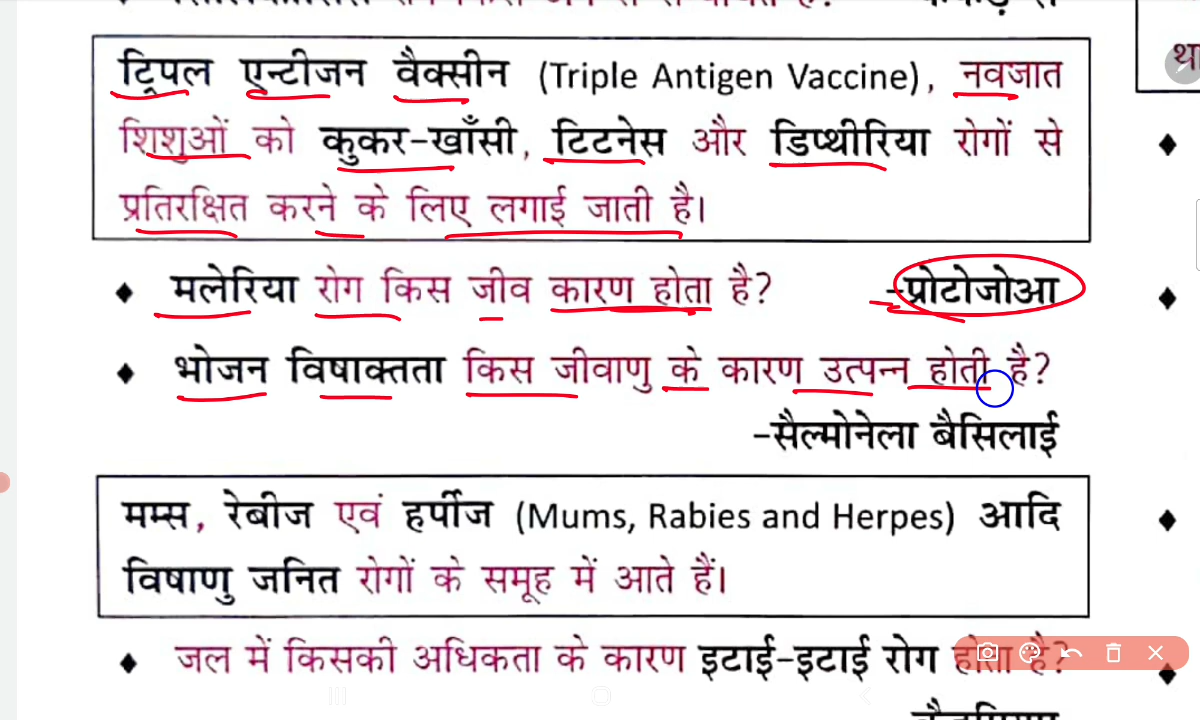 ट्रिपल एन्टीजन वैक्सीन (Triple Antigen Vaccine), नवजात
शिशुओं को कुकर-खाँसी, टिटनेस और डिप्थीरिया रोगों से
प्रतिरक्षित करने के लिए लगाई जाती है।
♦ मलेरिया रोग किस जीव कारण होता है? -प्रोटोजोआ
♦ भोजन विषाक्तता किस जीवाणु के कारण उत्पन्न होती है?
-सैल्मोनेला बैसिलाई
मम्स, रेबीज एवं हर्पीज (Mums, Rabies and Herpes) आदि
विषाणु जनित रोगों के समूह में आते हैं।
♦ जल में किसकी अधिकता के कारण इटाई-इटाई रोग होता है?